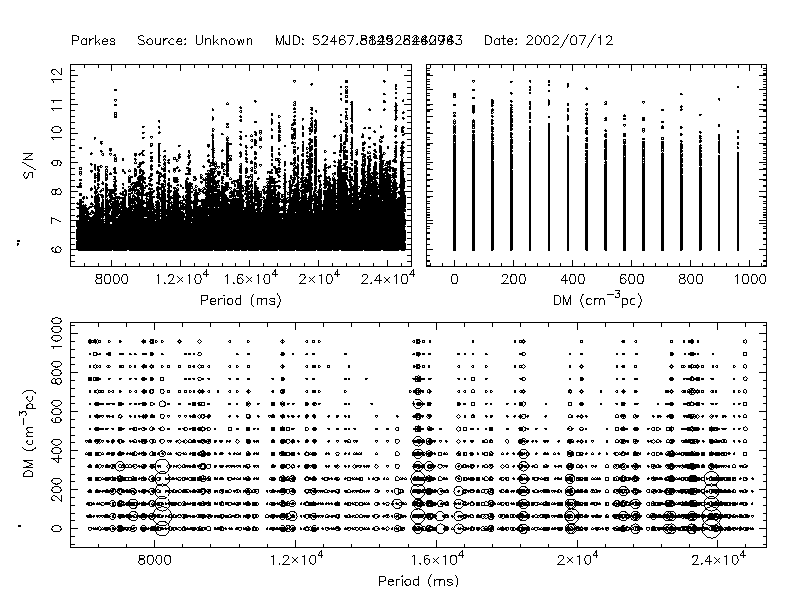 Parkes Source: Unknown MJD: 52467. Date: 2002/07/12
12
11
10
9
8
7
6
S/N
8000 1.2×10⁴ 1.6×10⁴ 2×10⁴ 2.4×10⁴
Period (ms)
0 200 400 600 800 1000
DM (cm⁻³pc)
1000
800
600
400
200
0
DM (cm⁻³pc)
8000 1.2×10⁴ 1.6×10⁴ 2×10⁴ 2.4×10⁴
Period (ms)